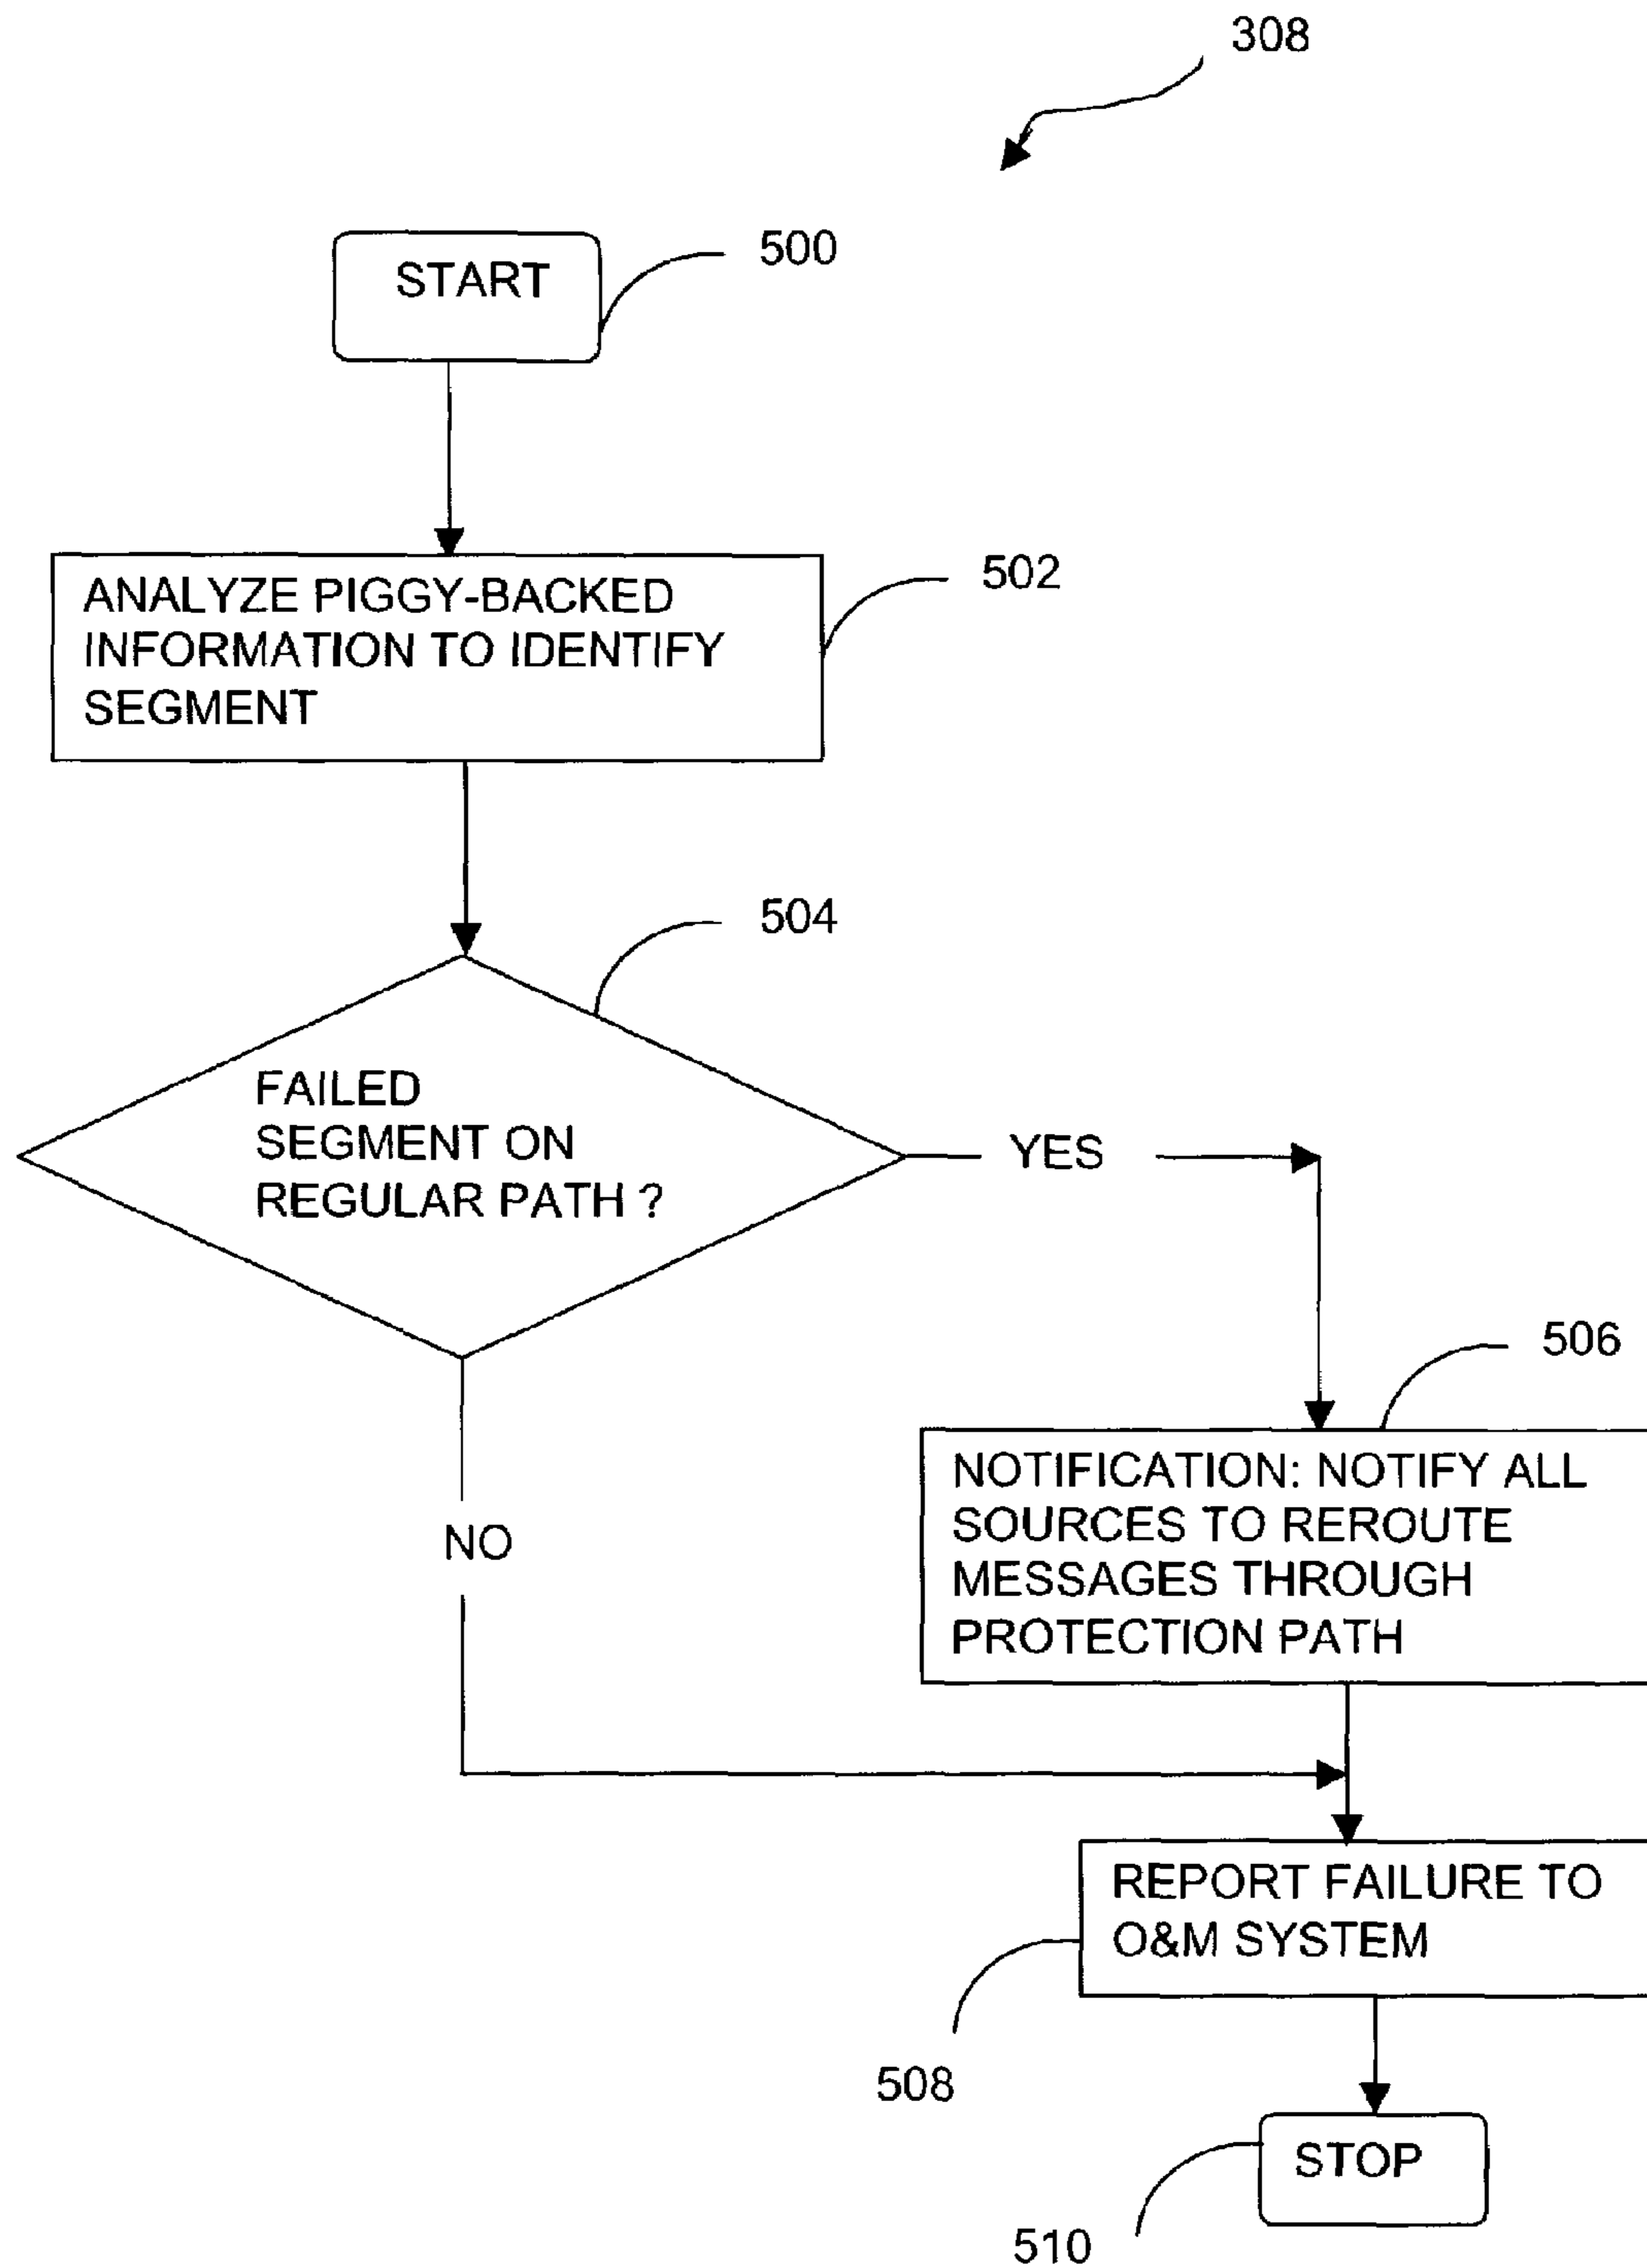 308
START
500
ANALYZE PIGGY-BACKED
INFORMATION TO IDENTIFY
SEGMENT
502
504
FAILED
SEGMENT ON
REGULAR PATH ?
YES
506
NOTIFICATION: NOTIFY ALL
SOURCES TO REROUTE
MESSAGES THROUGH
PROTECTION PATH
NO
REPORT FAILURE TO
O&M SYSTEM
508
STOP
510